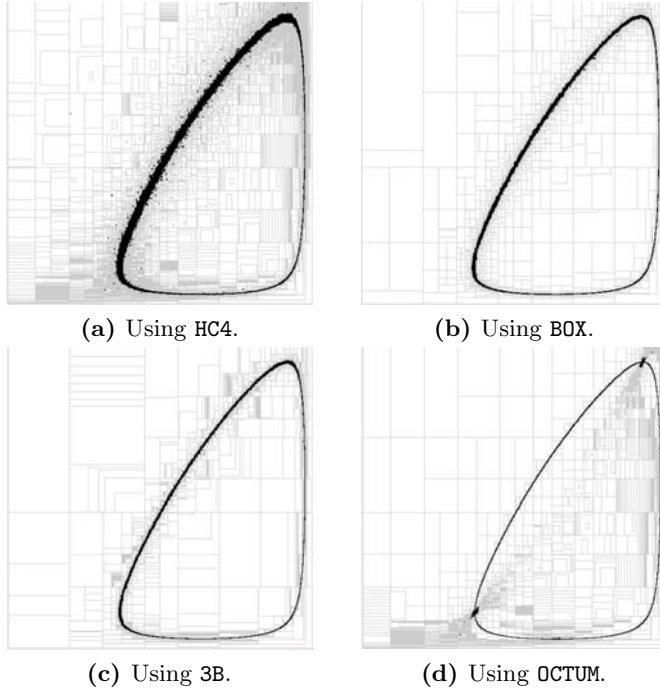 (a) Using HC4.
(b) Using BOX.
(c) Using 3B.
(d) Using OCTUM.